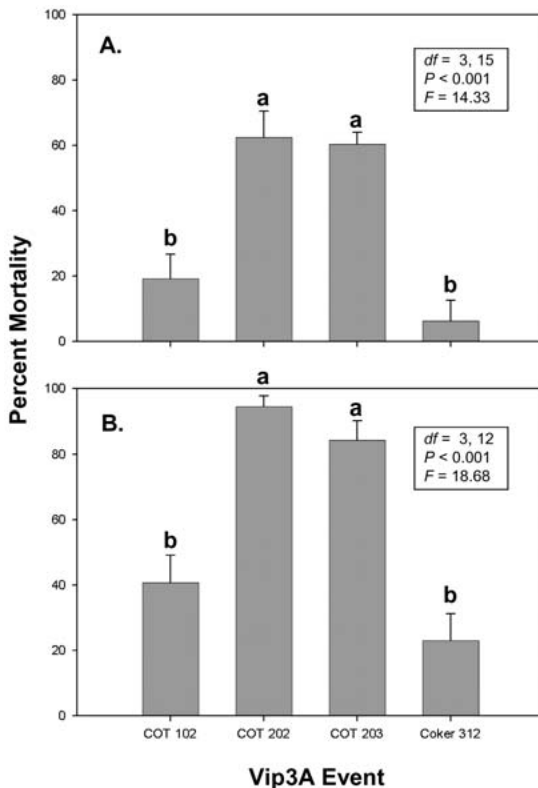 Percent Mortality
100
80
60
40
20
0
A.
df = 3, 15
P < 0.001
F = 14.33
b
a
a
b
100
80
60
40
20
0
B.
df = 3, 12
P < 0.001
F = 18.68
b
a
a
b
COT 102 COT 202 COT 203 Coker 312
Vip3A Event